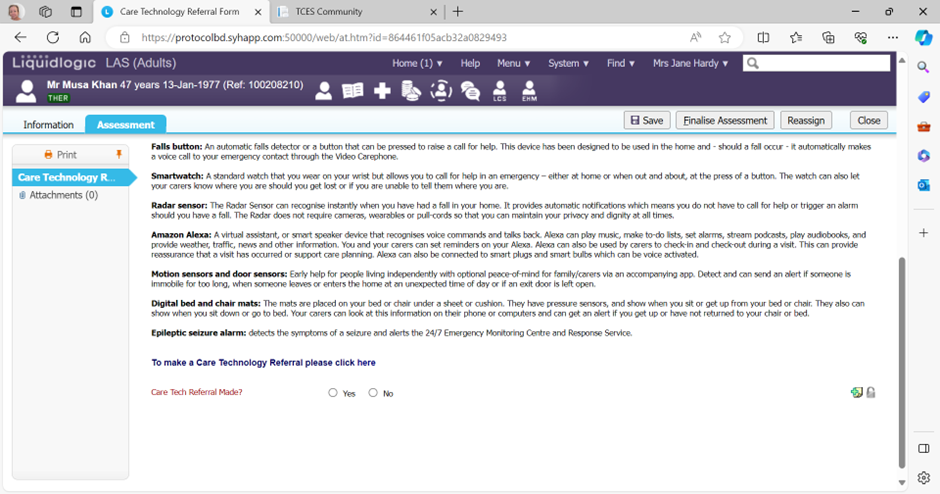 Care Technology Referral Form
TCES Community
https://protocolbd.syhapp.com:50000/web/at.htm?id=864461f05acb32a0829493
Liquidlogic LAS (Adults)
Home (1) Help Menu System Find Mrs Jane Hardy
Mr Musa Khan 47 years 13-Jan-1977 (Ref: 100208210)
THER
LCS EHM
Information Assessment
Save Finalise Assessment Reassign Close
Print
Care Technology R...
Attachments (0)
Falls button: An automatic falls detector or a button that can be pressed to raise a call for help. This device has been designed to be used in the home and - should a fall occur - it automatically makes
a voice call to your emergency contact through the Video Carephone.
Smartwatch: A standard watch that you wear on your wrist but allows you to call for help in an emergency – either at home or when out and about, at the press of a button. The watch can also let
your carers know where you are should you get lost or if you are unable to tell them where you are.
Radar sensor: The Radar Sensor can recognise instantly when you have had a fall in your home. It provides automatic notifications which means you do not have to call for help or trigger an alarm
should you have a fall. The Radar does not require cameras, wearables or pull-cords so that you can maintain your privacy and dignity at all times.
Amazon Alexa: A virtual assistant, or smart speaker device that recognises voice commands and talks back. Alexa can play music, make to-do lists, set alarms, stream podcasts, play audiobooks, and
provide weather, traffic, news and other information. You and your carers can set reminders on your Alexa. Alexa can also be used by carers to check-in and check-out during a visit. This can provide
reassurance that a visit has occurred or support care planning. Alexa can also be connected to smart plugs and smart bulbs which can be voice activated.
Motion sensors and door sensors: Early help for people living independently with optional peace-of-mind for family/carers via an accompanying app. Detect and can send an alert if someone is
immobile for too long, when someone leaves or enters the home at an unexpected time of day or if an exit door is left open.
Digital bed and chair mats: The mats are placed on your bed or chair under a sheet or cushion. They have pressure sensors, and show when you sit or get up from your bed or chair. They also can
show when you sit down or go to bed. Your carers can look at this information on their phone or computers and can get an alert if you get up or have not returned to your chair or bed.
Epileptic seizure alarm: detects the symptoms of a seizure and alerts the 24/7 Emergency Monitoring Centre and Response Service.
To make a Care Technology Referral please click here
Care Tech Referral Made? Yes No